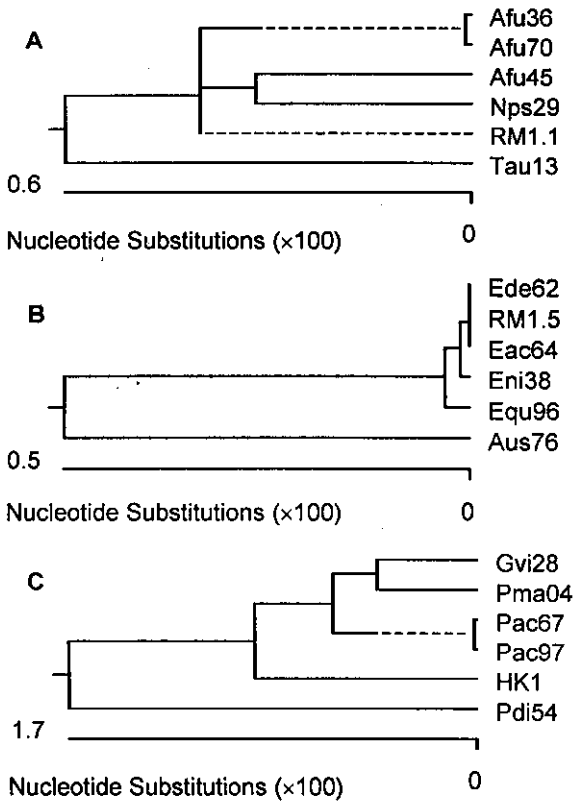 A
Afu36
Afu70
Afu45
Nps29
RM1.1
Tau13
0.6
Nucleotide Substitutions (×100)
0
B
Ede62
RM1.5
Eac64
Eni38
Equ96
Aus76
0.5
Nucleotide Substitutions (×100)
0
C
Gvi28
Pma04
Pac67
Pac97
HK1
Pdi54
1.7
Nucleotide Substitutions (×100)
0